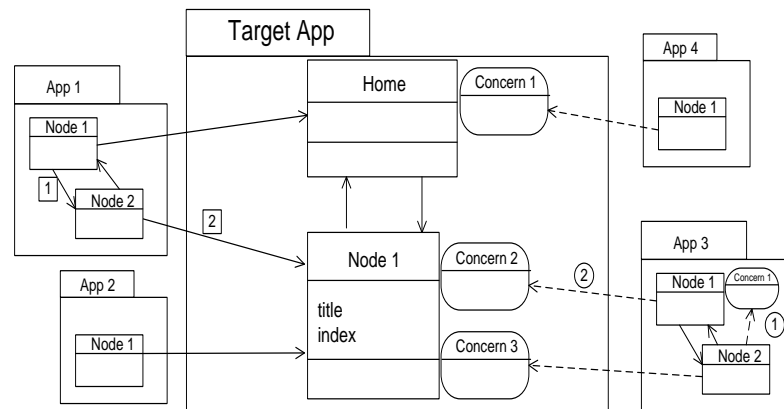 Target App
App 1
Node 1
1
Node 2
2
App 2
Node 1
Home
Concern 1
Node 1
title
index
Concern 2
Concern 3
App 4
Node 1
App 3
Node 1
Concern 1
2
1
Node 2